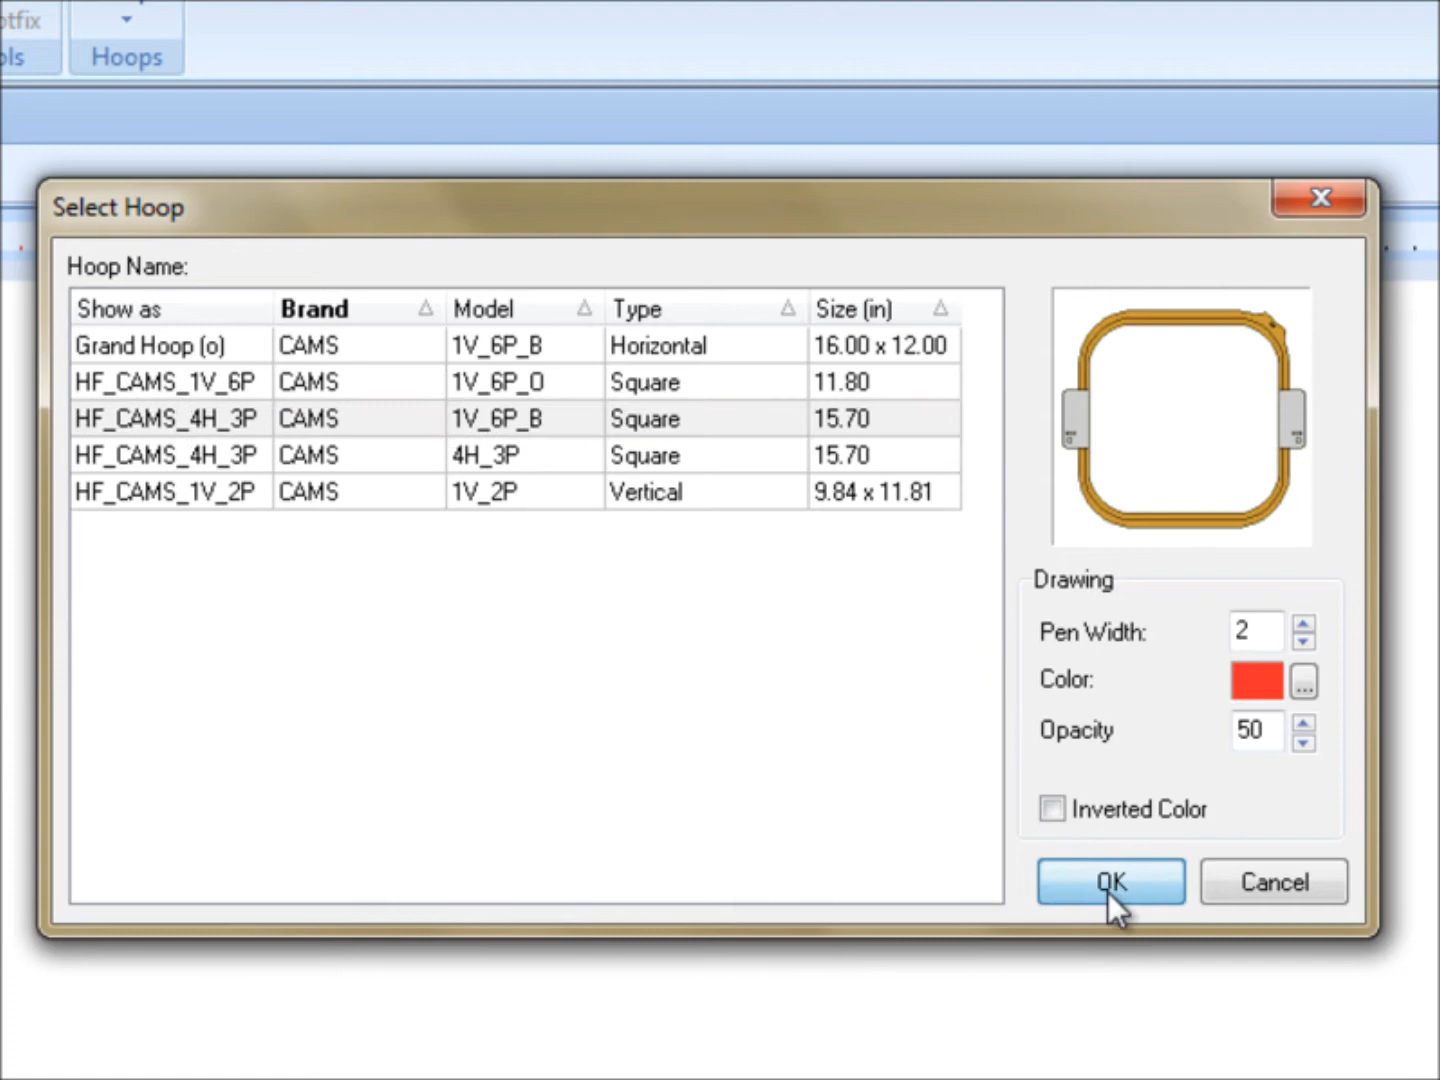 otfix
ols
Hoops
Select Hoop
Hoop Name:
Show as Brand Model Type Size (in)
Grand Hoop (o) CAMS 1V_6P_B Horizontal 16.00 x 12.00
HF_CAMS_1V_6P CAMS 1V_6P_O Square 11.80
HF_CAMS_4H_3P CAMS 1V_6P_B Square 15.70
HF_CAMS_4H_3P CAMS 4H_3P Square 15.70
HF_CAMS_1V_2P CAMS 1V_2P Vertical 9.84 x 11.81
Drawing
Pen Width: 2
Color: ...
Opacity 50
Inverted Color
OK Cancel